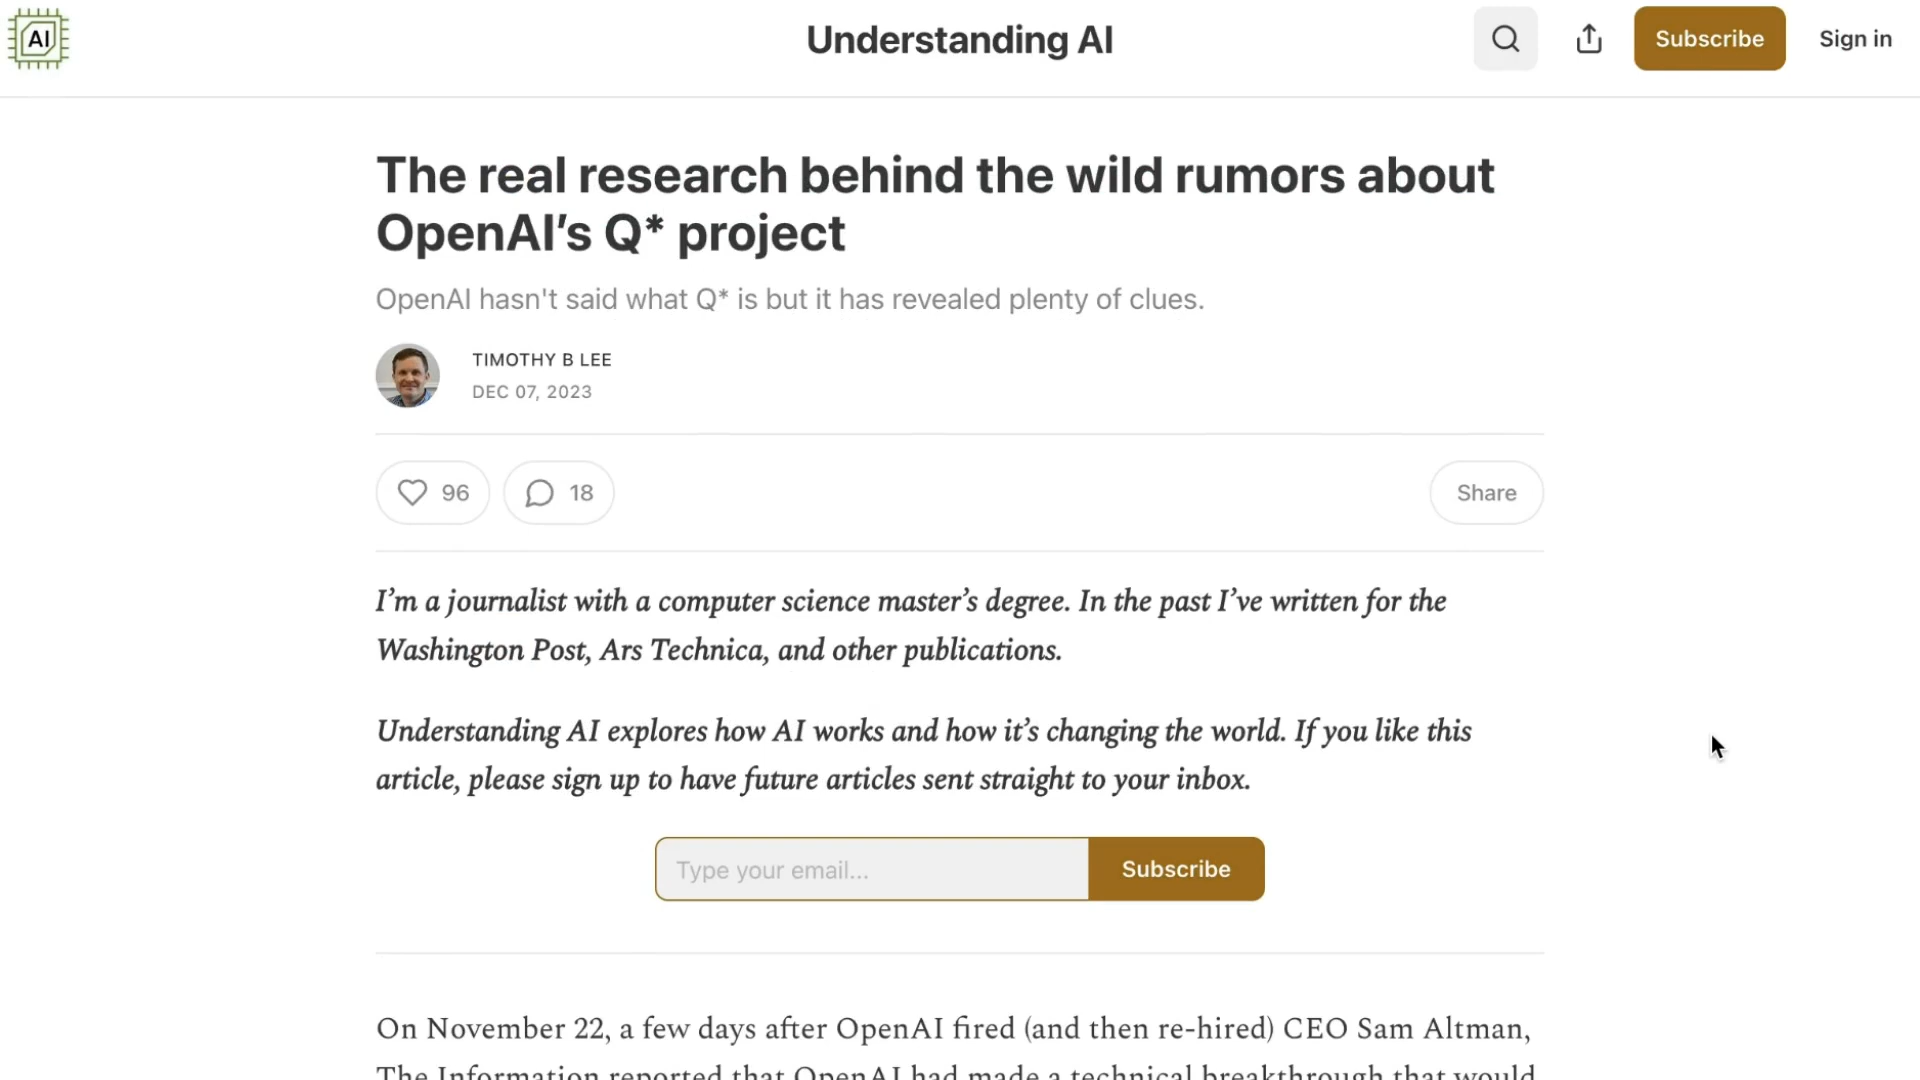 AI
Understanding AI
Subscribe
Sign in
The real research behind the wild rumors about
OpenAI’s Q* project
OpenAI hasn't said what Q* is but it has revealed plenty of clues.
TIMOTHY B LEE
DEC 07, 2023
96
18
Share
I’m a journalist with a computer science master’s degree. In the past I’ve written for the
Washington Post, Ars Technica, and other publications.
Understanding AI explores how AI works and how it’s changing the world. If you like this
article, please sign up to have future articles sent straight to your inbox.
Type your email...
Subscribe
On November 22, a few days after OpenAI fired (and then re-hired) CEO Sam Altman,
The Information reported that OpenAI had made a technical breakthrough that would